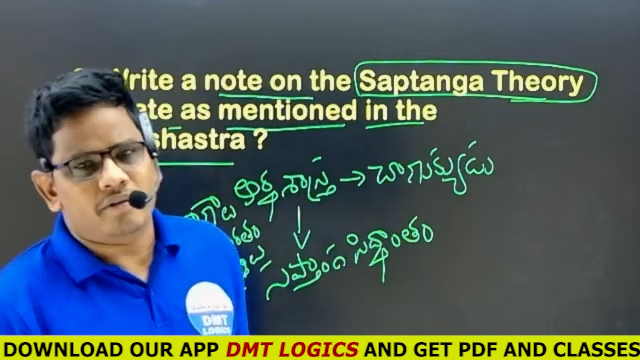 Write a note on the Saptanga Theory
as mentioned in the
shastra ?
అర్థశాస్త్ర → చాణుక్యుడు
సప్తాంగ సిద్ధాంతం
DMT
LOGICS
DOWNLOAD OUR APP DMT LOGICS AND GET PDF AND CLASSES